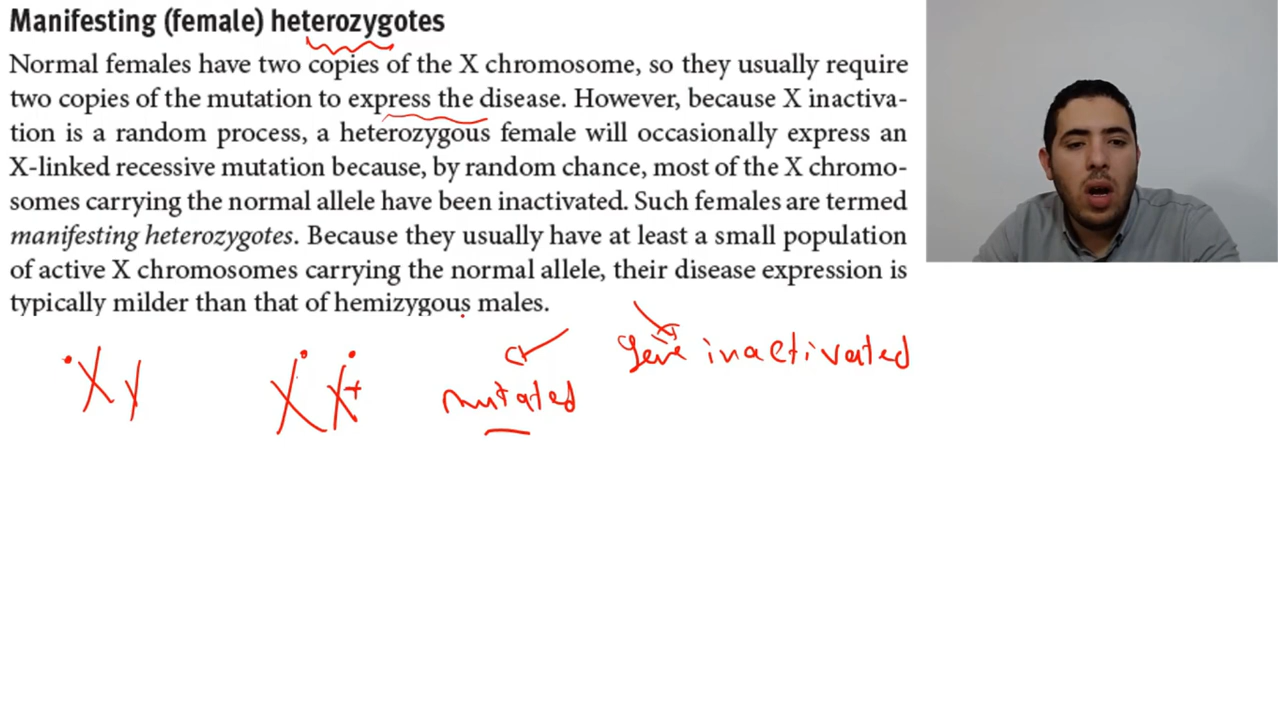 Manifesting (female) heterozygotes
Normal females have two copies of the X chromosome, so they usually require
two copies of the mutation to express the disease. However, because X inactiva-
tion is a random process, a heterozygous female will occasionally express an
X-linked recessive mutation because, by random chance, most of the X chromo-
somes carrying the normal allele have been inactivated. Such females are termed
manifesting heterozygotes. Because they usually have at least a small population
of active X chromosomes carrying the normal allele, their disease expression is
typically milder than that of hemizygous males.
gene inactivated
X Y X X+ mutated